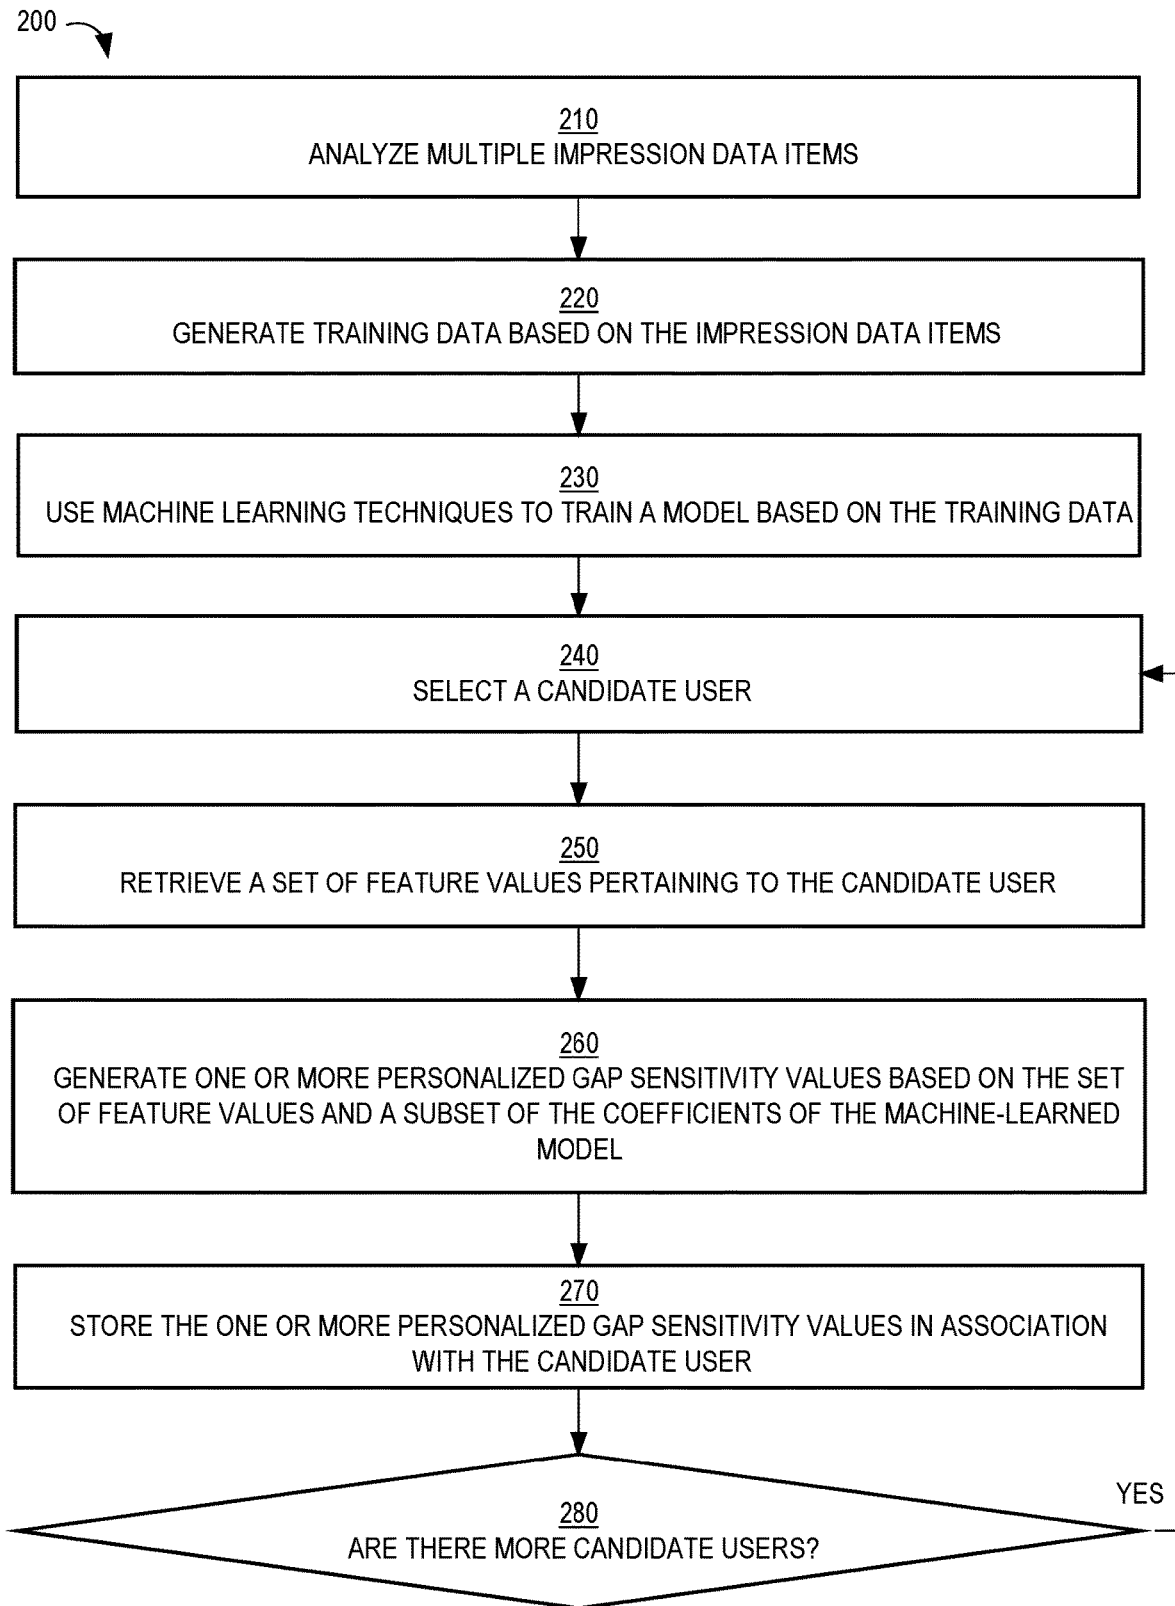 200
210
ANALYZE MULTIPLE IMPRESSION DATA ITEMS
220
GENERATE TRAINING DATA BASED ON THE IMPRESSION DATA ITEMS
230
USE MACHINE LEARNING TECHNIQUES TO TRAIN A MODEL BASED ON THE TRAINING DATA
240
SELECT A CANDIDATE USER
250
RETRIEVE A SET OF FEATURE VALUES PERTAINING TO THE CANDIDATE USER
260
GENERATE ONE OR MORE PERSONALIZED GAP SENSITIVITY VALUES BASED ON THE SET
OF FEATURE VALUES AND A SUBSET OF THE COEFFICIENTS OF THE MACHINE-LEARNED
MODEL
270
STORE THE ONE OR MORE PERSONALIZED GAP SENSITIVITY VALUES IN ASSOCIATION
WITH THE CANDIDATE USER
YES
280
ARE THERE MORE CANDIDATE USERS?